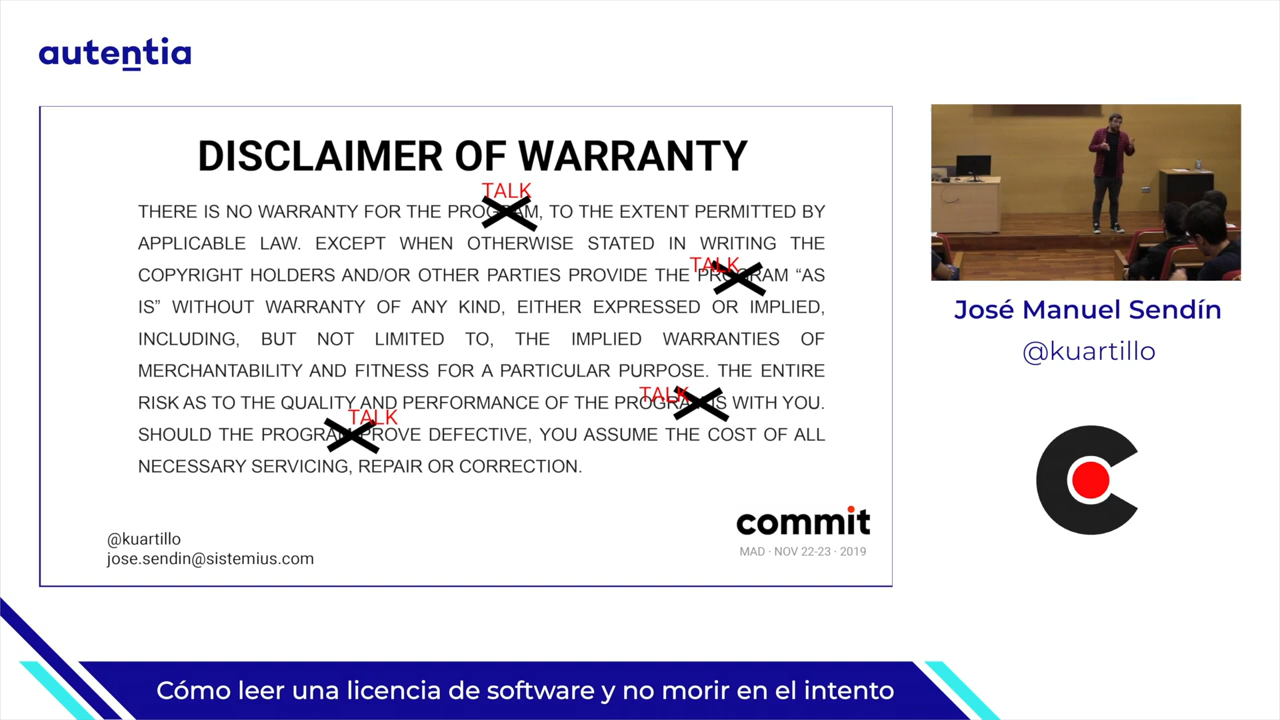 autentia
DISCLAIMER OF WARRANTY
TALK
THERE IS NO WARRANTY FOR THE PROGRAM, TO THE EXTENT PERMITTED BY
APPLICABLE LAW. EXCEPT WHEN OTHERWISE STATED IN WRITING THE
TALK
COPYRIGHT HOLDERS AND/OR OTHER PARTIES PROVIDE THE PROGRAM “AS
IS” WITHOUT WARRANTY OF ANY KIND, EITHER EXPRESSED OR IMPLIED,
INCLUDING, BUT NOT LIMITED TO, THE IMPLIED WARRANTIES OF
MERCHANTABILITY AND FITNESS FOR A PARTICULAR PURPOSE. THE ENTIRE
TALK
RISK AS TO THE QUALITY AND PERFORMANCE OF THE PROGRAM IS WITH YOU.
TALK
SHOULD THE PROGRAM PROVE DEFECTIVE, YOU ASSUME THE COST OF ALL
NECESSARY SERVICING, REPAIR OR CORRECTION.
@kuartillo
jose.sendin@sistemius.com
commit
MAD · NOV 22-23 · 2019
José Manuel Sendín
@kuartillo
Cómo leer una licencia de software y no morir en el intento